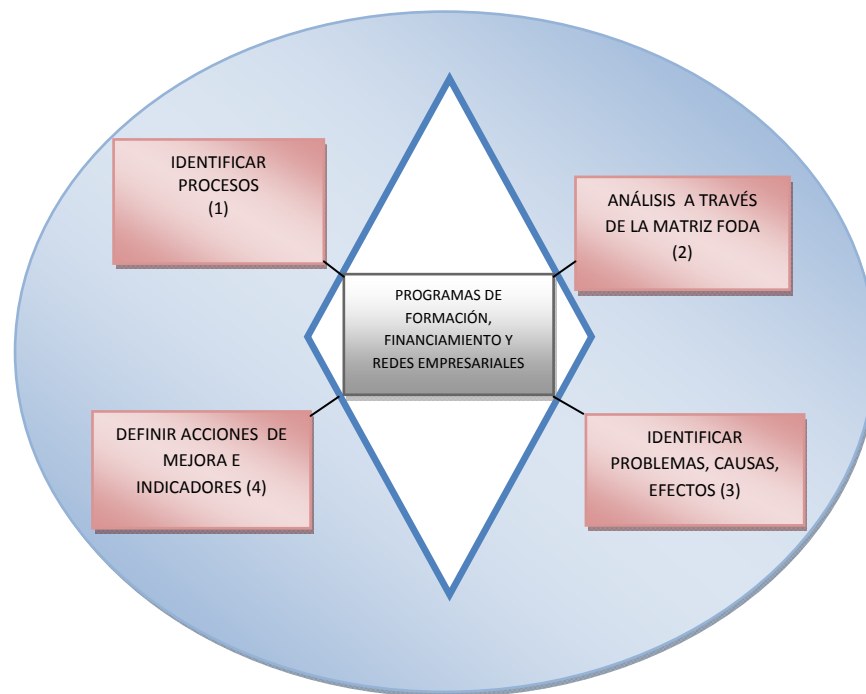 IDENTIFICAR
PROCESOS
(1)
ANÁLISIS A TRAVÉS
DE LA MATRIZ FODA
(2)
PROGRAMAS DE
FORMACIÓN,
FINANCIAMIENTO Y
REDES EMPRESARIALES
IDENTIFICAR
PROBLEMAS, CAUSAS,
EFECTOS (3)
DEFINIR ACCIONES DE
MEJORA E
INDICADORES (4)